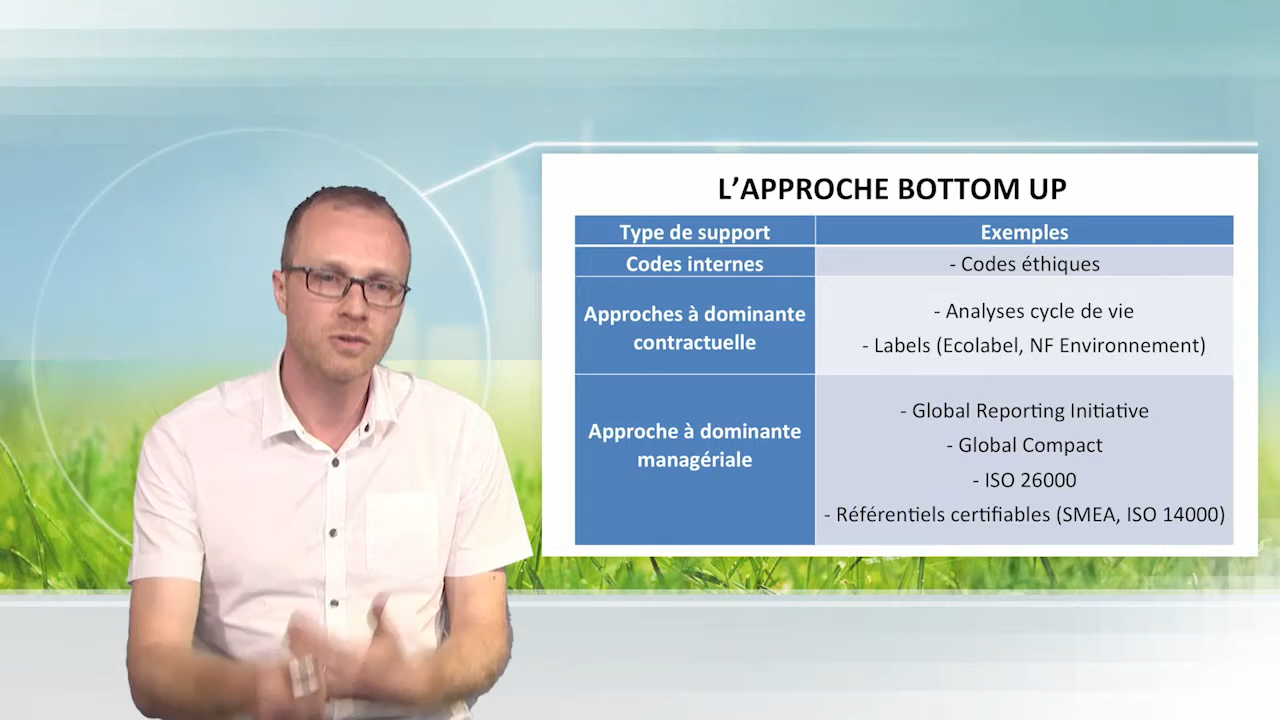 L’APPROCHE BOTTOM UP
Type de support
Exemples
Codes internes
- Codes éthiques
Approches à dominante
contractuelle
- Analyses cycle de vie
- Labels (Ecolabel, NF Environnement)
Approche à dominante
managériale
- Global Reporting Initiative
- Global Compact
- ISO 26000
- Référentiels certifiables (SMEA, ISO 14000)